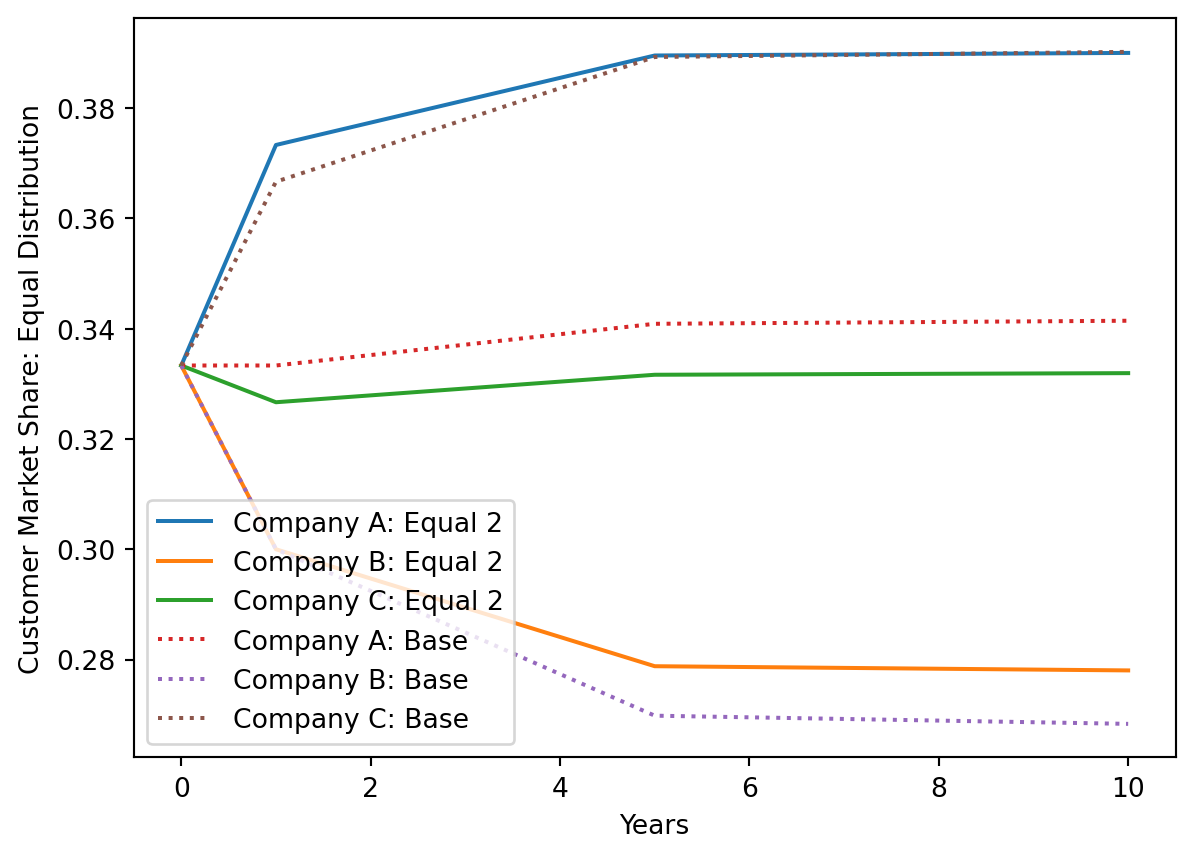 Customer Market Share: Equal Distribution
0.38
0.36
0.34
0.32
0.30
0.28
Company A: Equal 2
Company B: Equal 2
Company C: Equal 2
Company A: Base
Company B: Base
Company C: Base
0 2 4 6 8 10
Years